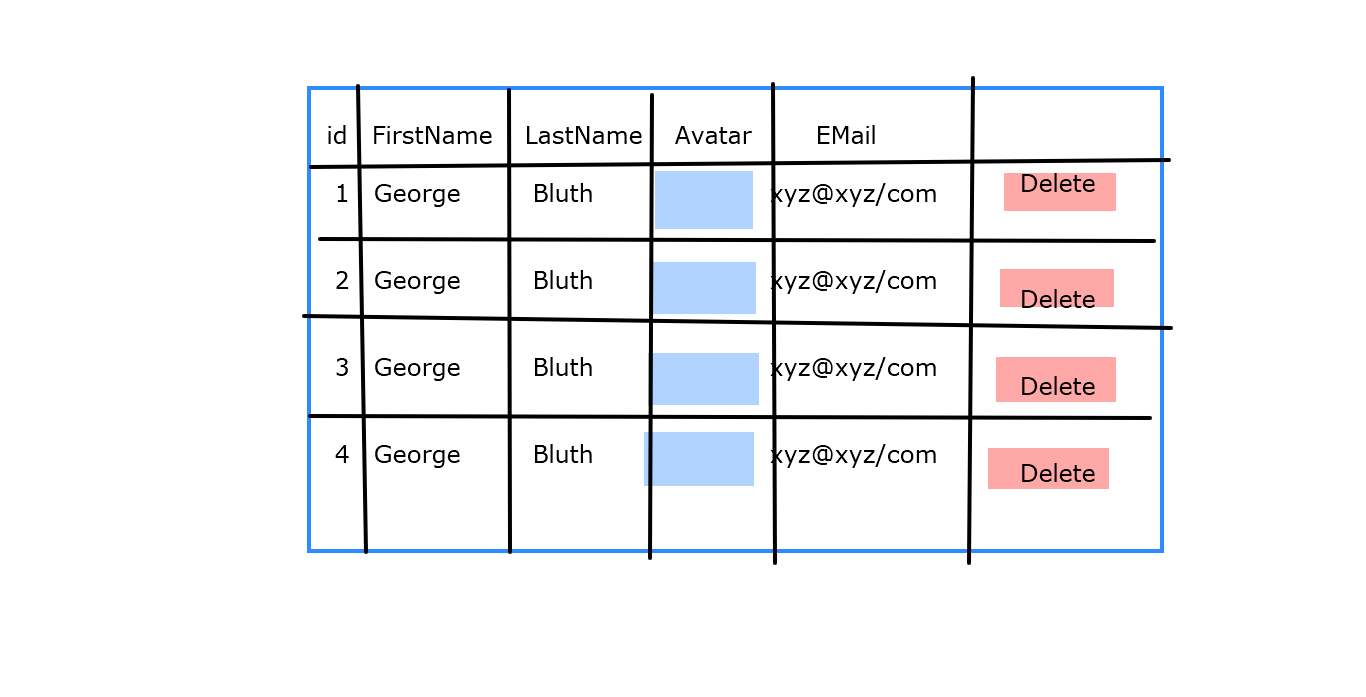 id FirstName LastName Avatar EMail
1 George Bluth xyz@xyz/com Delete
2 George Bluth xyz@xyz/com Delete
3 George Bluth xyz@xyz/com Delete
4 George Bluth xyz@xyz/com Delete